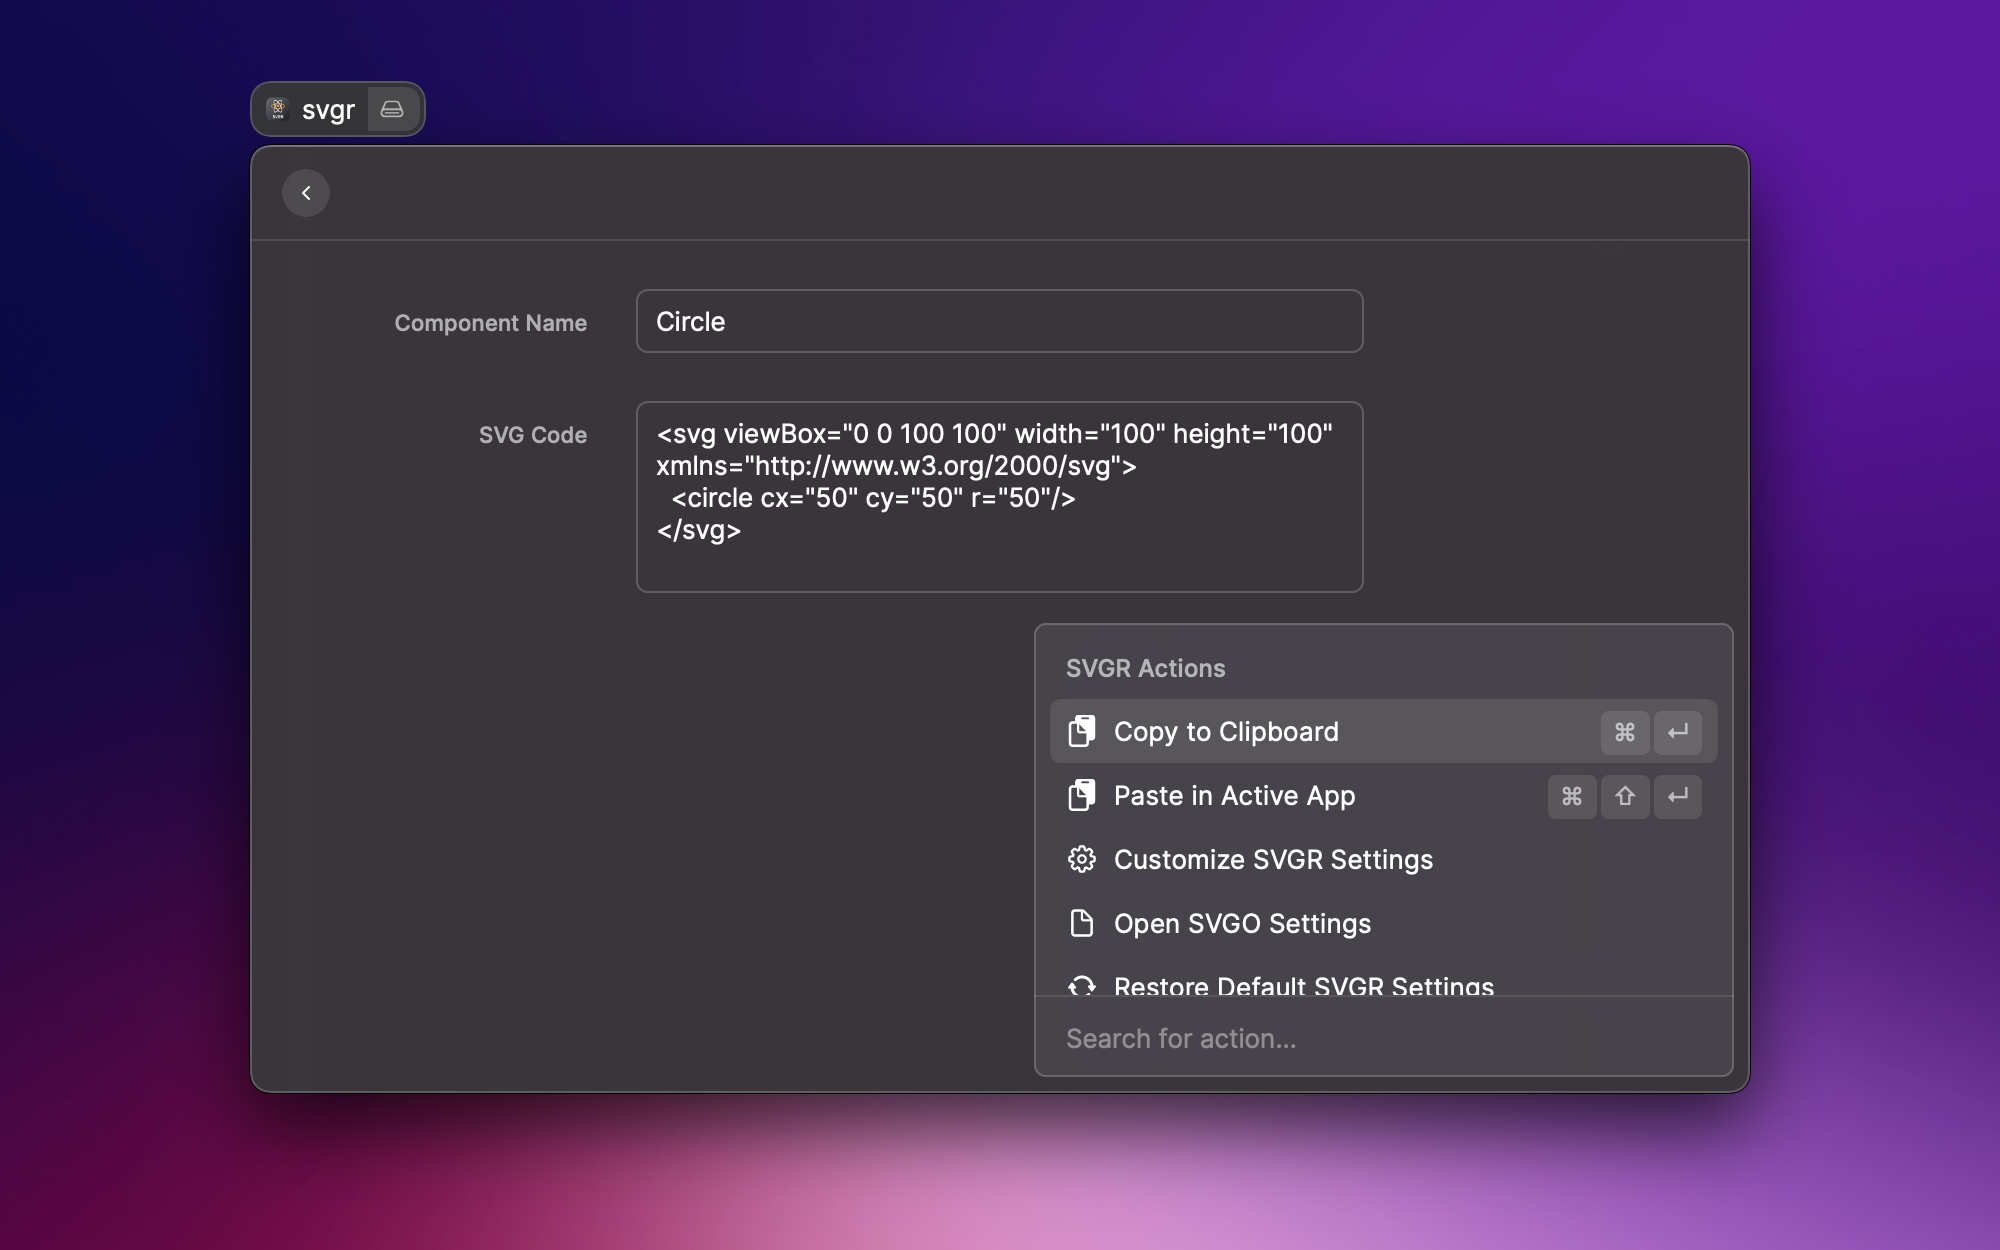 svgr
Component Name
Circle
SVG Code
<svg viewBox="0 0 100 100" width="100" height="100"
xmlns="http://www.w3.org/2000/svg">
  <circle cx="50" cy="50" r="50"/>
</svg>
SVGR Actions
Copy to Clipboard ⌘ ↵
Paste in Active App ⌘ ⇧ ↵
Customize SVGR Settings
Open SVGO Settings
Restore Default SVGR Settings
Search for action...